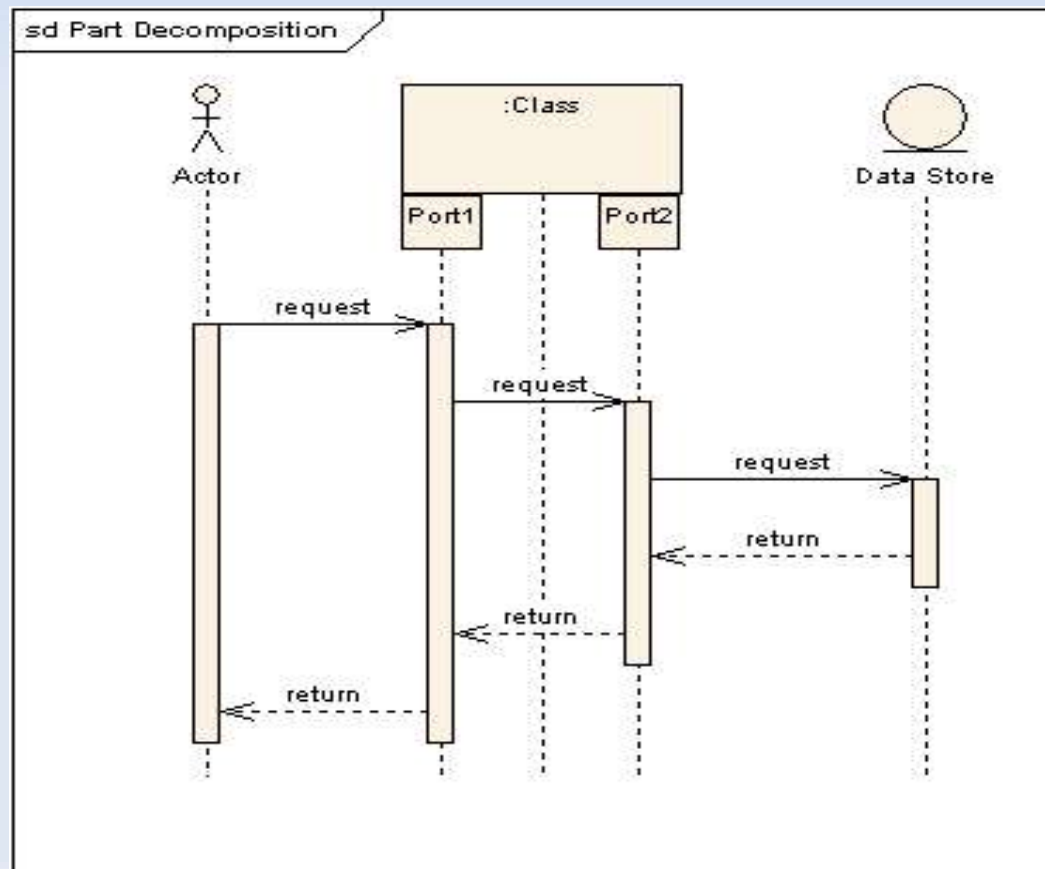 sd Part Decomposition
:Class
Actor
Data Store
Port1
Port2
request
request
request
return
return
return